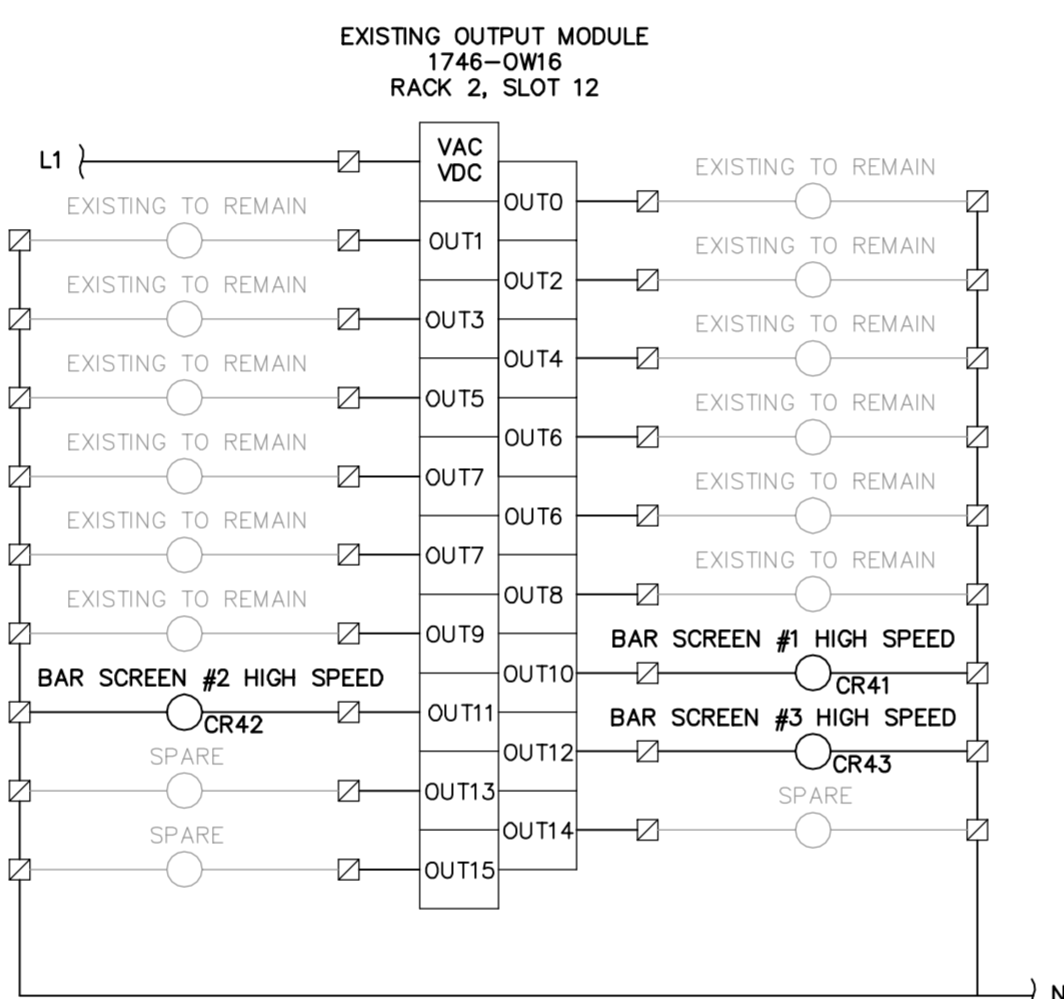 EXISTING OUTPUT MODULE
1746-OW16
RACK 2, SLOT 12
L1
VAC
VDC
EXISTING TO REMAIN
OUT0
EXISTING TO REMAIN
OUT1
EXISTING TO REMAIN
OUT2
EXISTING TO REMAIN
OUT3
EXISTING TO REMAIN
OUT4
EXISTING TO REMAIN
OUT5
EXISTING TO REMAIN
OUT6
EXISTING TO REMAIN
OUT7
EXISTING TO REMAIN
OUT6
EXISTING TO REMAIN
OUT7
EXISTING TO REMAIN
OUT8
EXISTING TO REMAIN
OUT9
BAR SCREEN #1 HIGH SPEED
OUT10
CR41
BAR SCREEN #2 HIGH SPEED
OUT11
CR42
BAR SCREEN #3 HIGH SPEED
OUT12
CR43
SPARE
OUT13
SPARE
OUT14
SPARE
OUT15
N